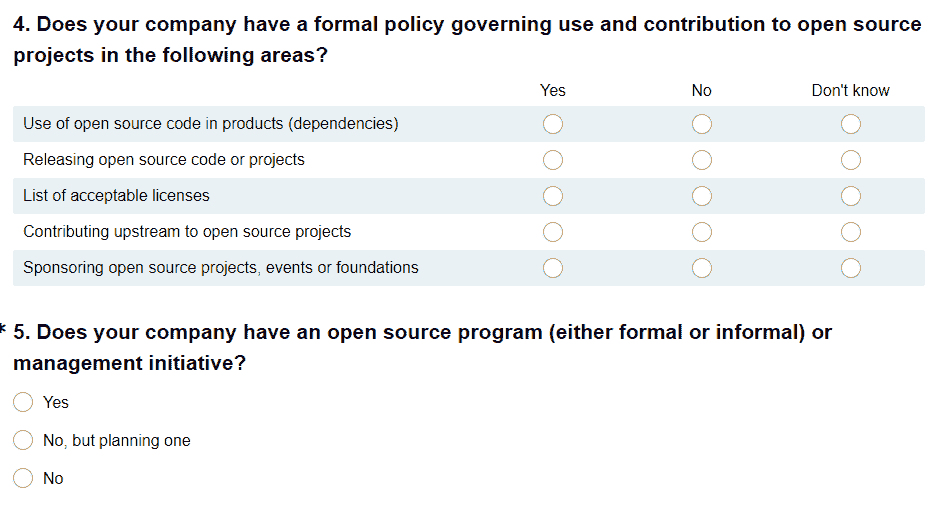 4. Does your company have a formal policy governing use and contribution to open source
projects in the following areas?
Yes No Don't know
Use of open source code in products (dependencies)
Releasing open source code or projects
List of acceptable licenses
Contributing upstream to open source projects
Sponsoring open source projects, events or foundations
* 5. Does your company have an open source program (either formal or informal) or
management initiative?
Yes
No, but planning one
No